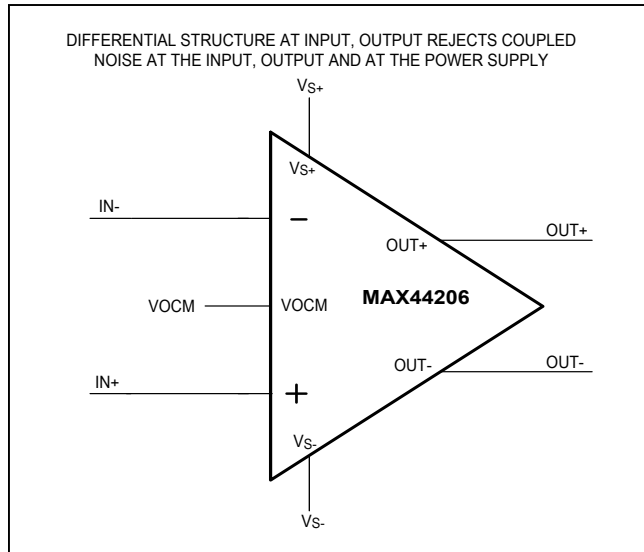 DIFFERENTIAL STRUCTURE AT INPUT, OUTPUT REJECTS COUPLED
NOISE AT THE INPUT, OUTPUT AND AT THE POWER SUPPLY
VS+
VS+
IN-
−
OUT+
OUT+
VOCM
VOCM
MAX44206
OUT-
OUT-
IN+
+
VS-
VS-